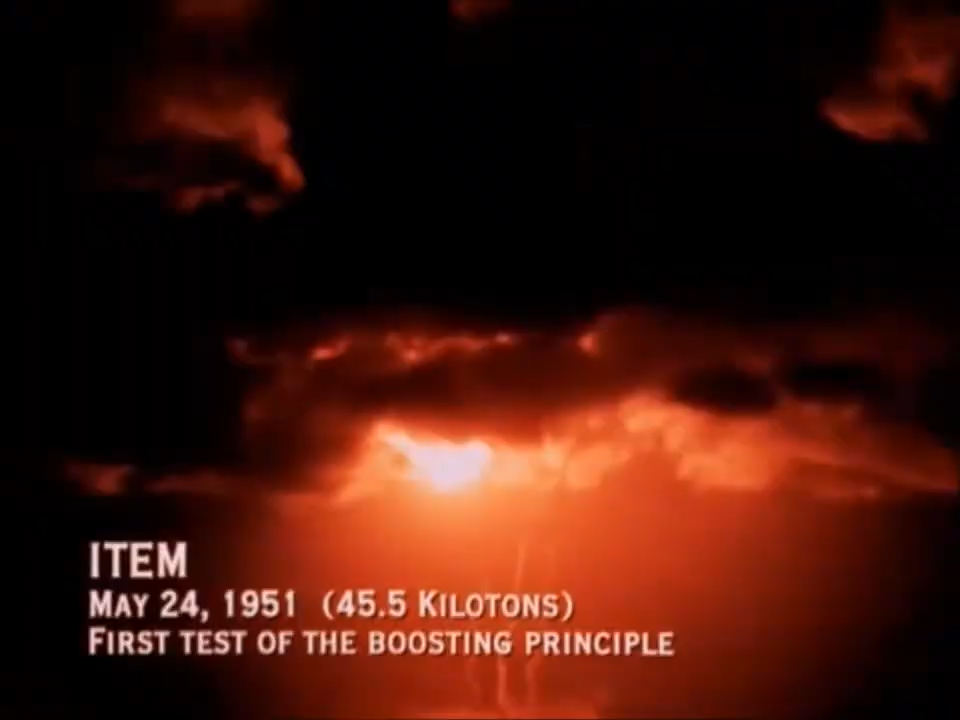 ITEM
MAY 24, 1951 (45.5 KILOTONS)
FIRST TEST OF THE BOOSTING PRINCIPLE